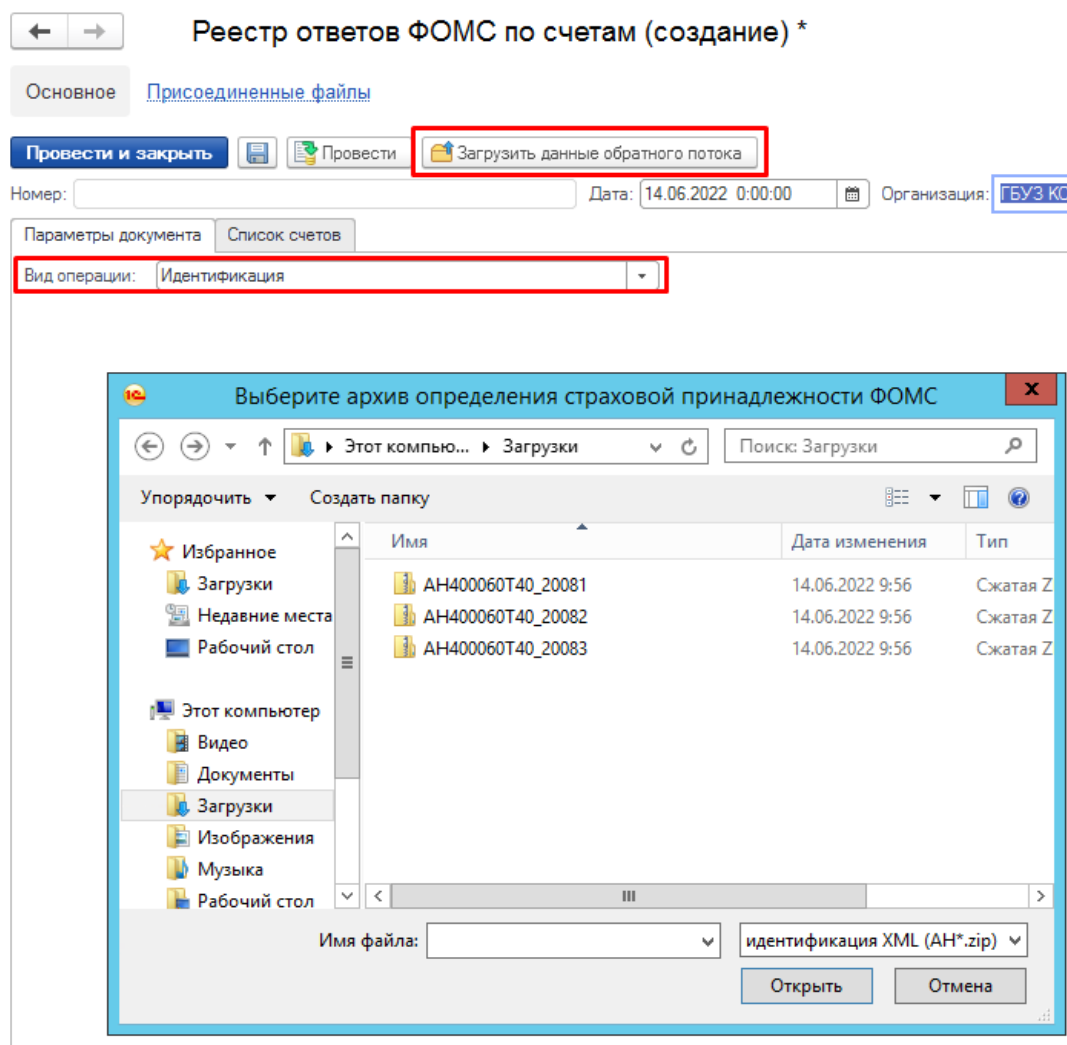 Реестр ответов ФОМС по счетам (создание) *
Основное Присоединенные файлы
Провести и закрыть Провести Загрузить данные обратного потока
Номер: Дата: 14.06.2022 0:00:00 Организация: ГБУЗ КО
Параметры документа Список счетов
Вид операции: Идентификация
1С Выберите архив определения страховой принадлежности ФОМС x
Этот компью... Загрузки Поиск: Загрузки
Упорядочить Создать папку
Имя Дата изменения Тип
Избранное
Загрузки AH400060T40_20081 14.06.2022 9:56 Сжатая Z
Недавние места AH400060T40_20082 14.06.2022 9:56 Сжатая Z
Рабочий стол AH400060T40_20083 14.06.2022 9:56 Сжатая Z
Этот компьютер
Видео
Документы
Загрузки
Изображения
Музыка
Рабочий стол
Имя файла: идентификация XML (AH*.zip)
Открыть Отмена